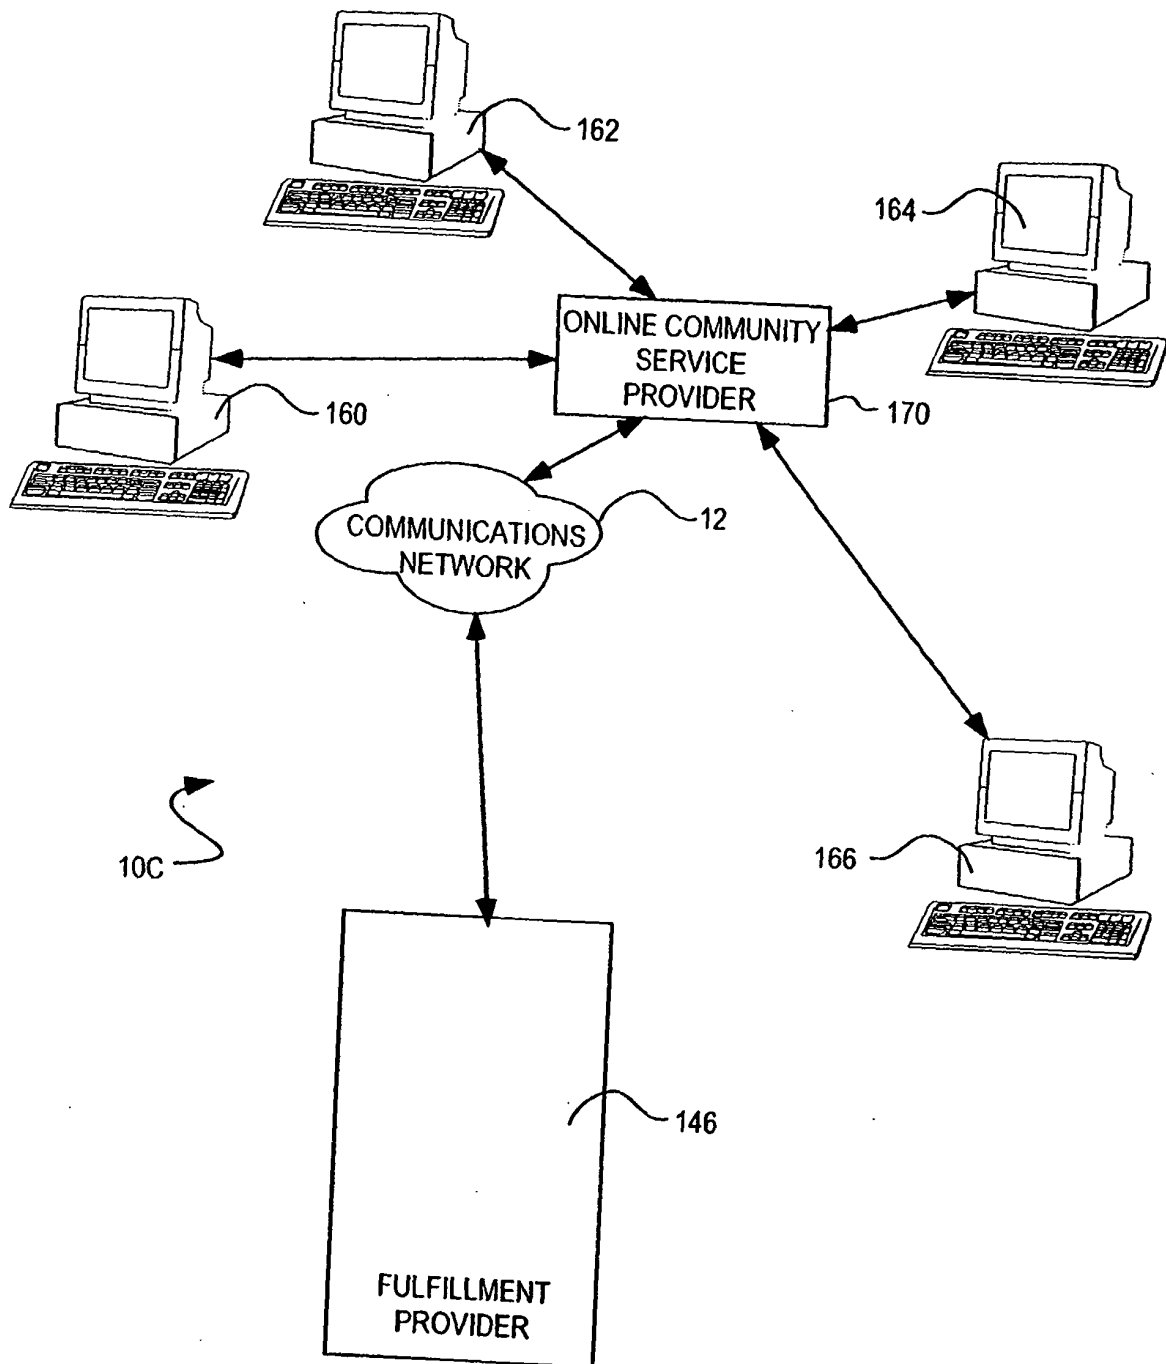 162
164
ONLINE COMMUNITY
SERVICE
PROVIDER
160
170
COMMUNICATIONS
NETWORK
12
10C
166
146
FULFILLMENT
PROVIDER